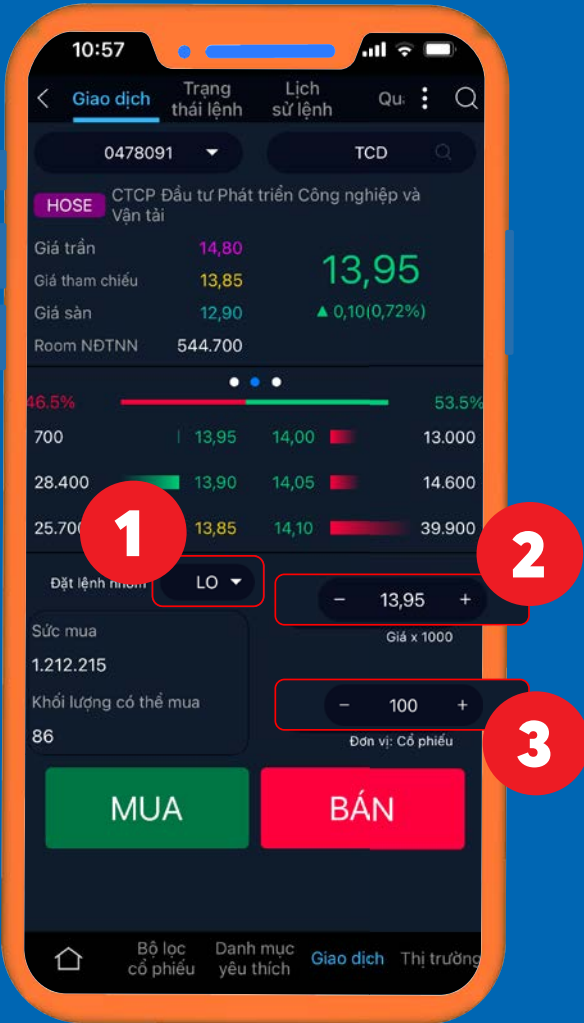 10:57
Giao dịch
Trạng
thái lệnh
Lịch
sử lệnh
Qu
0478091
TCD
HOSE
CTCP Đầu tư Phát triển Công nghiệp và
Vận tải
Giá trần 14,80
Giá tham chiếu 13,85
Giá sàn 12,90
Room NĐTNN 544.700
13,95
▲ 0,10(0,72%)
46.5% 53.5%
700 13,95 14,00 13.000
28.400 13,90 14,05 14.600
25.700 13,85 14,10 39.900
1
2
Đặt lệnh nhóm LO
- 13,95 +
Giá x 1000
Sức mua
1.212.215
Khối lượng có thể mua
86
- 100 +
Đơn vị: Cổ phiếu
3
MUA
BÁN
Bộ lọc
cổ phiếu
Danh mục
yêu thích
Giao dịch
Thị trường